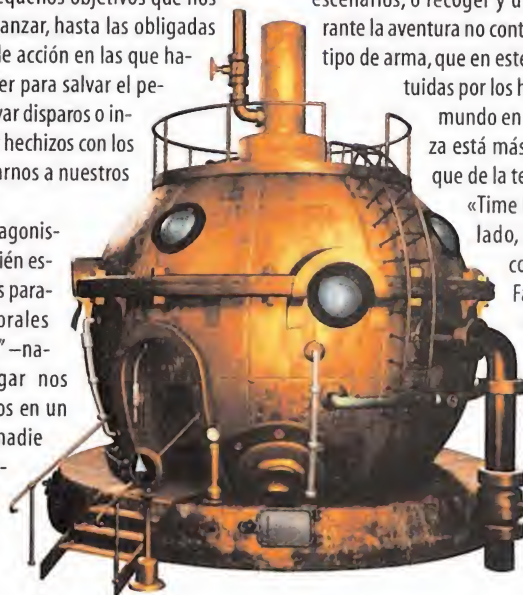 equeños objetivos que nos
anzar, hasta las obligadas
de acción en las que ha-
er para salvar el pe-
var disparos o in-
r hechizos con los
arnos a nuestros
agonis-
ién es-
s para-
orales
” –na-
gar nos
os en un
nadie
-
escenarios, o recoger y u
rante la aventura no cont
tipo de arma, que en este
tuidas por los h
mundo en
za está más
que de la te
«Time
lado,
co
Fa